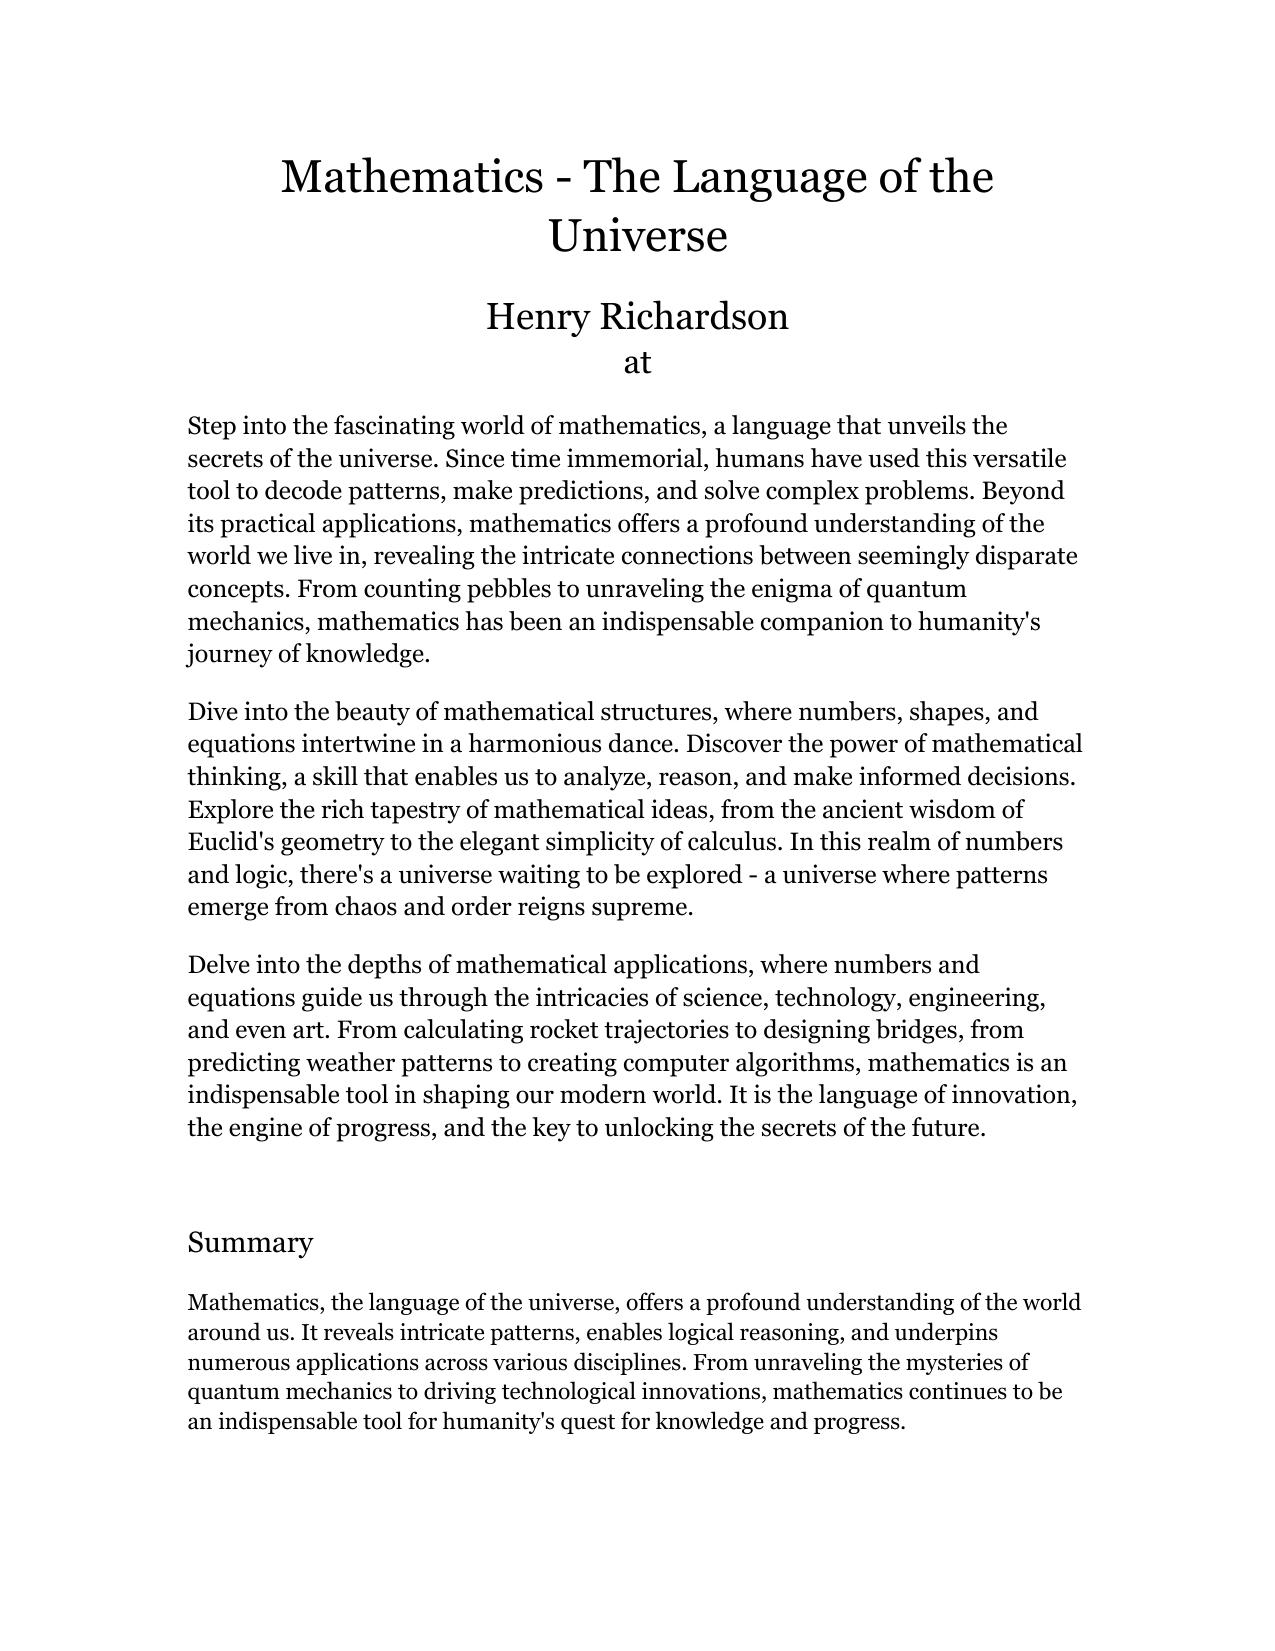 Mathematics - The Language of the
Universe
Henry Richardson
at
Step into the fascinating world of mathematics, a language that unveils the
secrets of the universe. Since time immemorial, humans have used this versatile
tool to decode patterns, make predictions, and solve complex problems. Beyond
its practical applications, mathematics offers a profound understanding of the
world we live in, revealing the intricate connections between seemingly disparate
concepts. From counting pebbles to unraveling the enigma of quantum
mechanics, mathematics has been an indispensable companion to humanity's
journey of knowledge.
Dive into the beauty of mathematical structures, where numbers, shapes, and
equations intertwine in a harmonious dance. Discover the power of mathematical
thinking, a skill that enables us to analyze, reason, and make informed decisions.
Explore the rich tapestry of mathematical ideas, from the ancient wisdom of
Euclid's geometry to the elegant simplicity of calculus. In this realm of numbers
and logic, there's a universe waiting to be explored - a universe where patterns
emerge from chaos and order reigns supreme.
Delve into the depths of mathematical applications, where numbers and
equations guide us through the intricacies of science, technology, engineering,
and even art. From calculating rocket trajectories to designing bridges, from
predicting weather patterns to creating computer algorithms, mathematics is an
indispensable tool in shaping our modern world. It is the language of innovation,
the engine of progress, and the key to unlocking the secrets of the future.
Summary
Mathematics, the language of the universe, offers a profound understanding of the world
around us. It reveals intricate patterns, enables logical reasoning, and underpins
numerous applications across various disciplines. From unraveling the mysteries of
quantum mechanics to driving technological innovations, mathematics continues to be
an indispensable tool for humanity's quest for knowledge and progress.